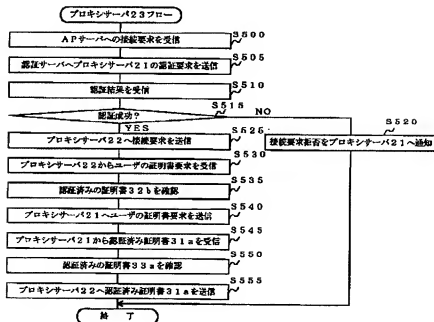 プロキシサーバ23フロー
S500
APサーバへの接続要求を受信
S505
認証サーバへプロキシサーバ21の認証要求を送信
S510
認証結果を受信
S515
認証成功?
NO
YES
S520
接続要求拒否をプロキシサーバ21へ通知
S525
プロキシサーバ22へ接続要求を送信
S530
プロキシサーバ22からユーザの証明書要求を受信
S535
認証済みの証明書32bを確認
S540
プロキシサーバ21へユーザの証明書要求を送信
S545
プロキシサーバ21から認証済み証明書31aを受信
S550
認証済みの証明書33aを確認
S555
プロキシサーバ22へ認証済み証明書31aを送信
終了